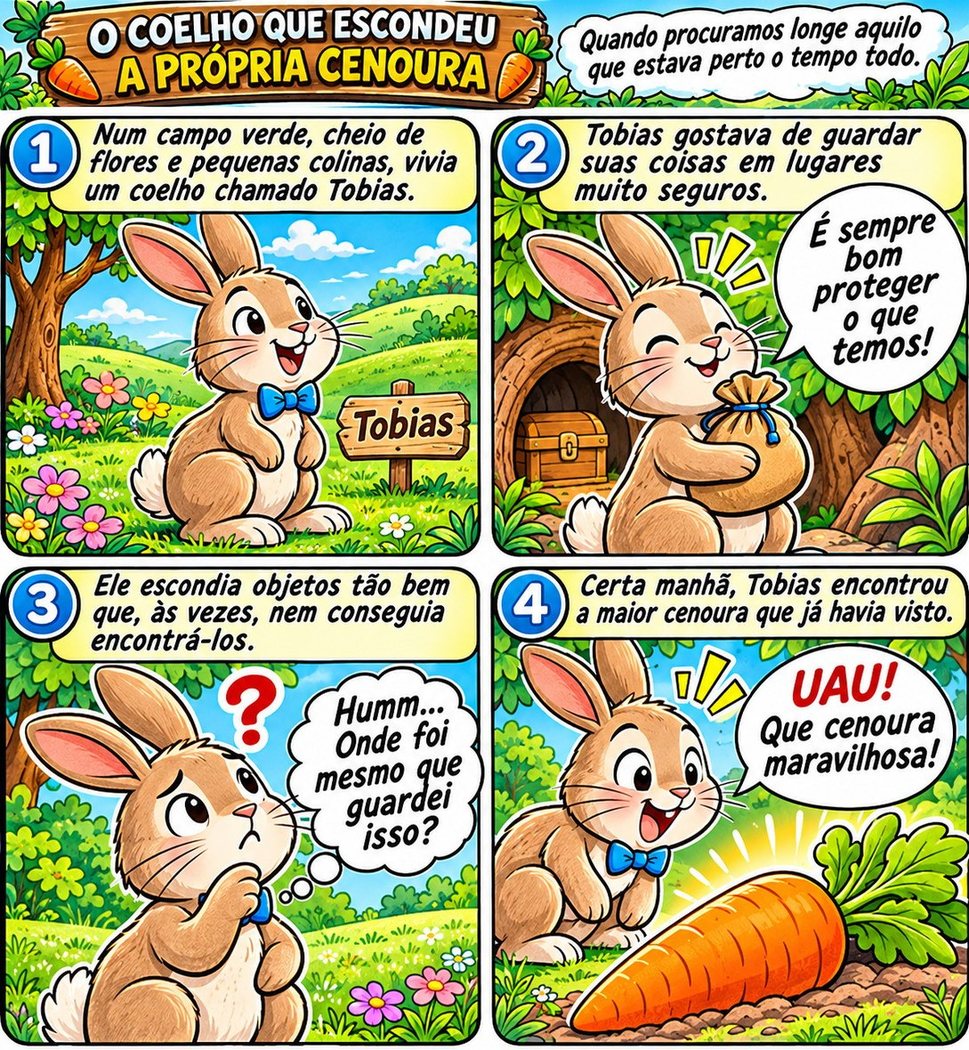 O COELHO QUE ESCONDEU
A PRÓPRIA CENOURA
Quando procuramos longe aquilo
que estava perto o tempo todo.
1
Num campo verde, cheio de
flores e pequenas colinas, vivia
um coelho chamado Tobias.
Tobias
2
Tobias gostava de guardar
suas coisas em lugares
muito seguros.
É sempre
bom
proteger
o que
temos!
3
Ele escondia objetos tão bem
que, às vezes, nem conseguia
encontrá-los.
?
Humm...
Onde foi
mesmo que
guardei
isso?
4
Certa manhã, Tobias encontrou
a maior cenoura que já havia visto.
UAU!
Que cenoura
maravilhosa!